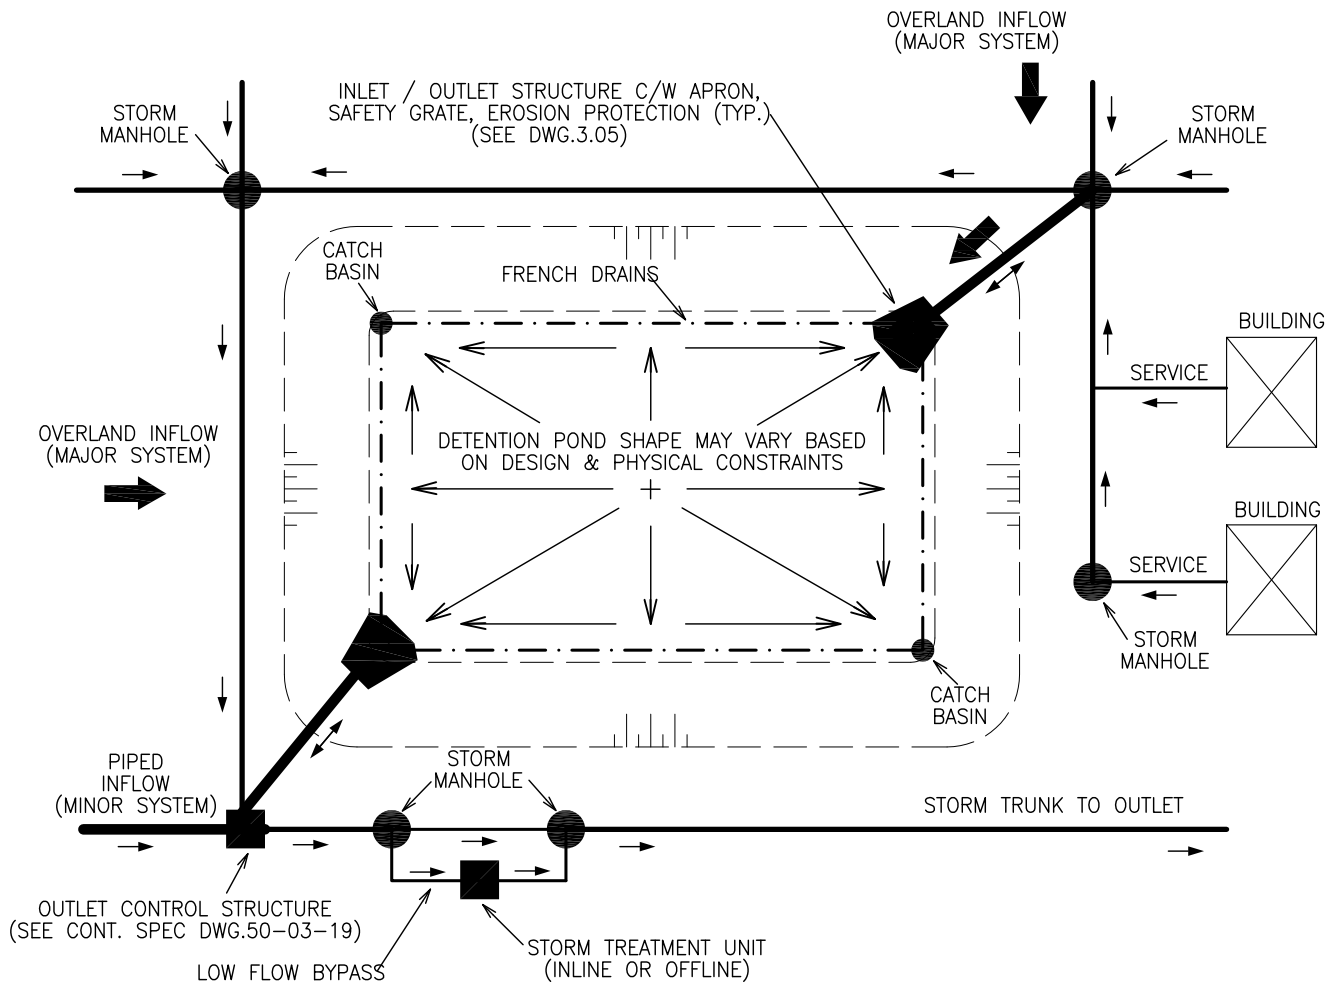 OVERLAND INFLOW
(MAJOR SYSTEM)
INLET / OUTLET STRUCTURE C/W APRON,
SAFETY GRATE, EROSION PROTECTION (TYP.)
(SEE DWG.3.05)
STORM
MANHOLE
STORM
MANHOLE
CATCH
BASIN
FRENCH DRAINS
BUILDING
SERVICE
OVERLAND INFLOW
(MAJOR SYSTEM)
DETENTION POND SHAPE MAY VARY BASED
ON DESIGN & PHYSICAL CONSTRAINTS
BUILDING
SERVICE
STORM
MANHOLE
CATCH
BASIN
PIPED
INFLOW
(MINOR SYSTEM)
STORM
MANHOLE
STORM TRUNK TO OUTLET
OUTLET CONTROL STRUCTURE
(SEE CONT. SPEC DWG.50-03-19)
LOW FLOW BYPASS
STORM TREATMENT UNIT
(INLINE OR OFFLINE)